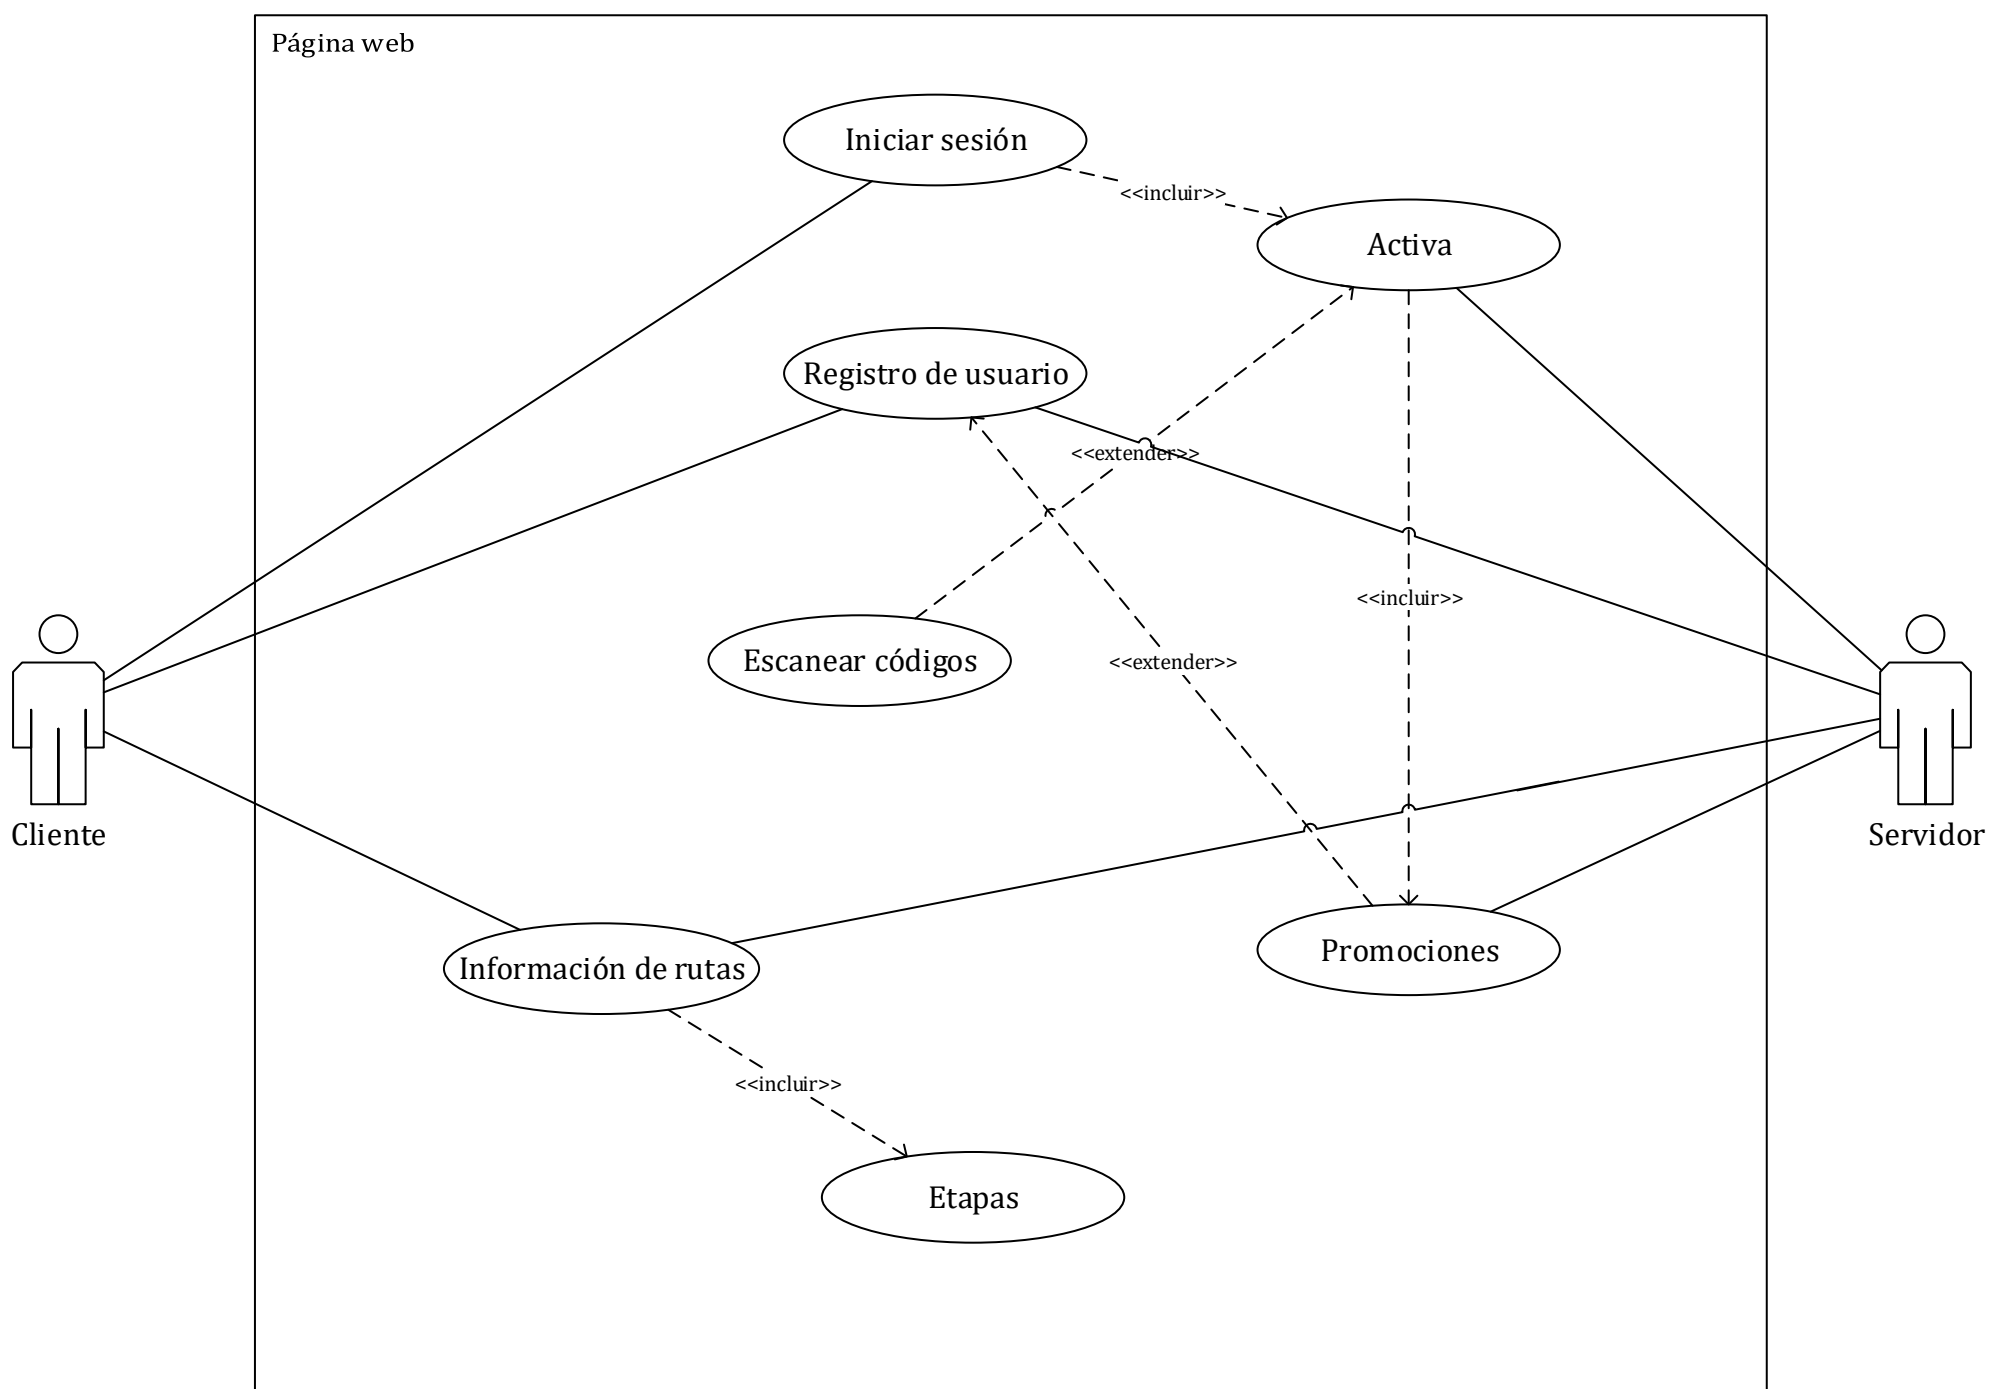 Página web
Iniciar sesión
<<incluir>>
Activa
Registro de usuario
<<extender>>
<<incluir>>
Escanear códigos
<<extender>>
Cliente
Servidor
Promociones
Información de rutas
<<incluir>>
Etapas